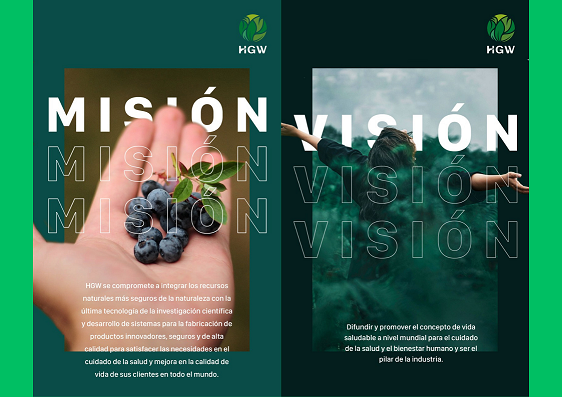 HGW
MISIÓN
MISIÓN
MISIÓN
HGW se compromete a integrar los recursos
naturales más seguros de la naturaleza con la
última tecnología de la investigación científica
y desarrollo de sistemas para la fabricación de
productos innovadores, seguros y de alta
calidad para satisfacer las necesidades en el
cuidado de la salud y mejora en la calidad de
vida de sus clientes en todo el mundo.
HGW
VISIÓN
VISIÓN
VISIÓN
Difundir y promover el concepto de vida
saludable a nivel mundial para el cuidado
de la salud y el bienestar humano y ser el
pilar de la industria.